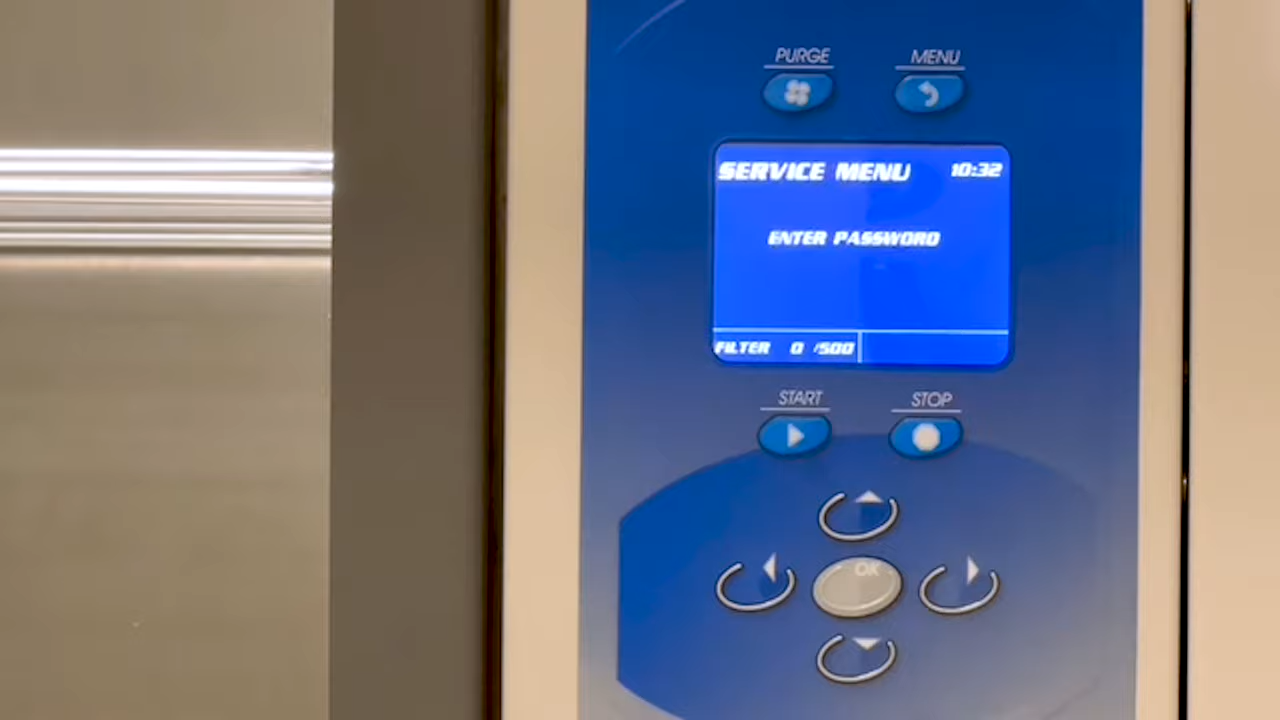 PURGE MENU
SERVICE MENU 10:32
ENTER PASSWORD
FILTER 0 /500
START STOP
OK